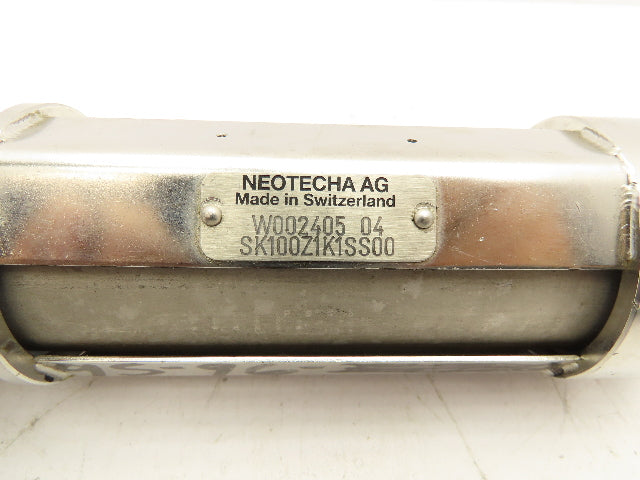 NEOTECHA AG
Made in Switzerland
W002405 04
SK100Z1K1SS00